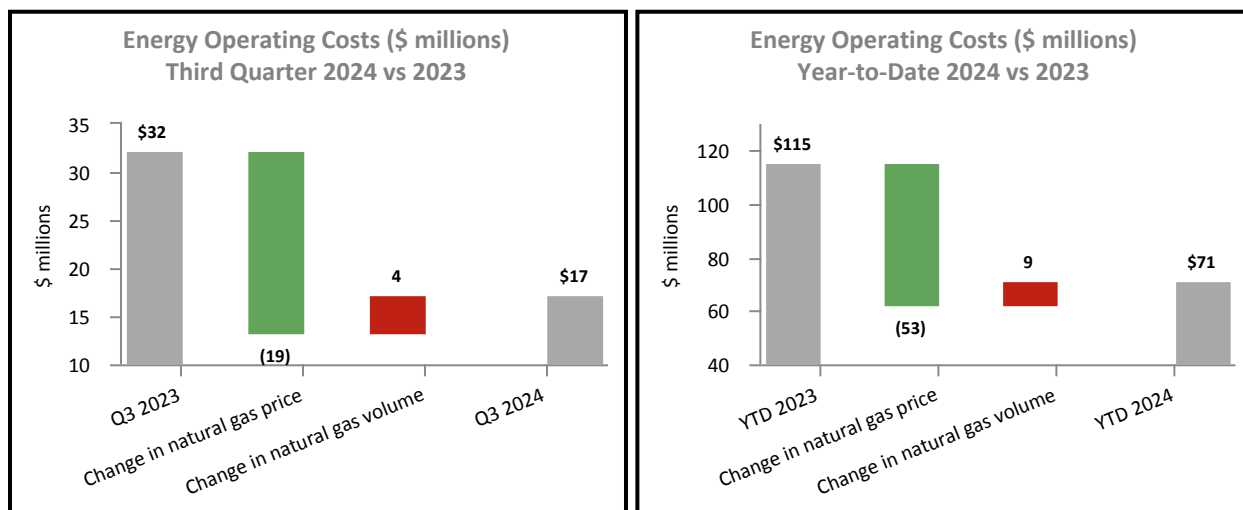 Energy Operating Costs ($ millions)
Third Quarter 2024 vs 2023
35
30
25
20
15
10
$ millions
$32
(19)
4
$17
Q3 2023
Change in natural gas price
Change in natural gas volume
Q3 2024
Energy Operating Costs ($ millions)
Year-to-Date 2024 vs 2023
120
100
80
60
40
$ millions
$115
(53)
9
$71
YTD 2023
Change in natural gas price
Change in natural gas volume
YTD 2024